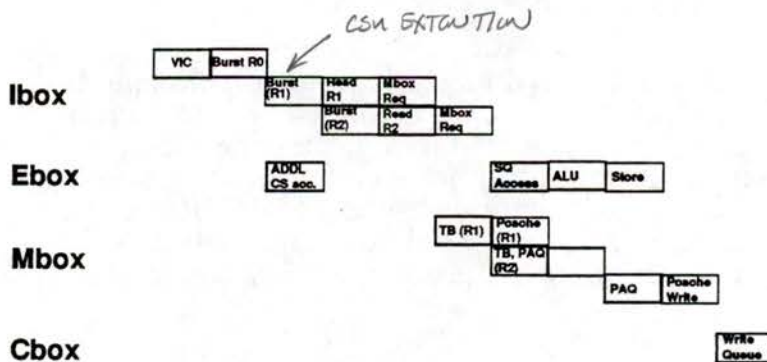 CSU EXTENTION
VIC
Burst R0
Ibox
Burst
(R1)
Read
R1
Mbox
Req
Burst
(R2)
Read
R2
Mbox
Req
Ebox
ADDL
CS acc.
SQ
Access
ALU
Store
Mbox
TB (R1)
Pcache
(R1)
TB, PAQ
(R2)
PAQ
Pcache
Write
Cbox
Write
Queue